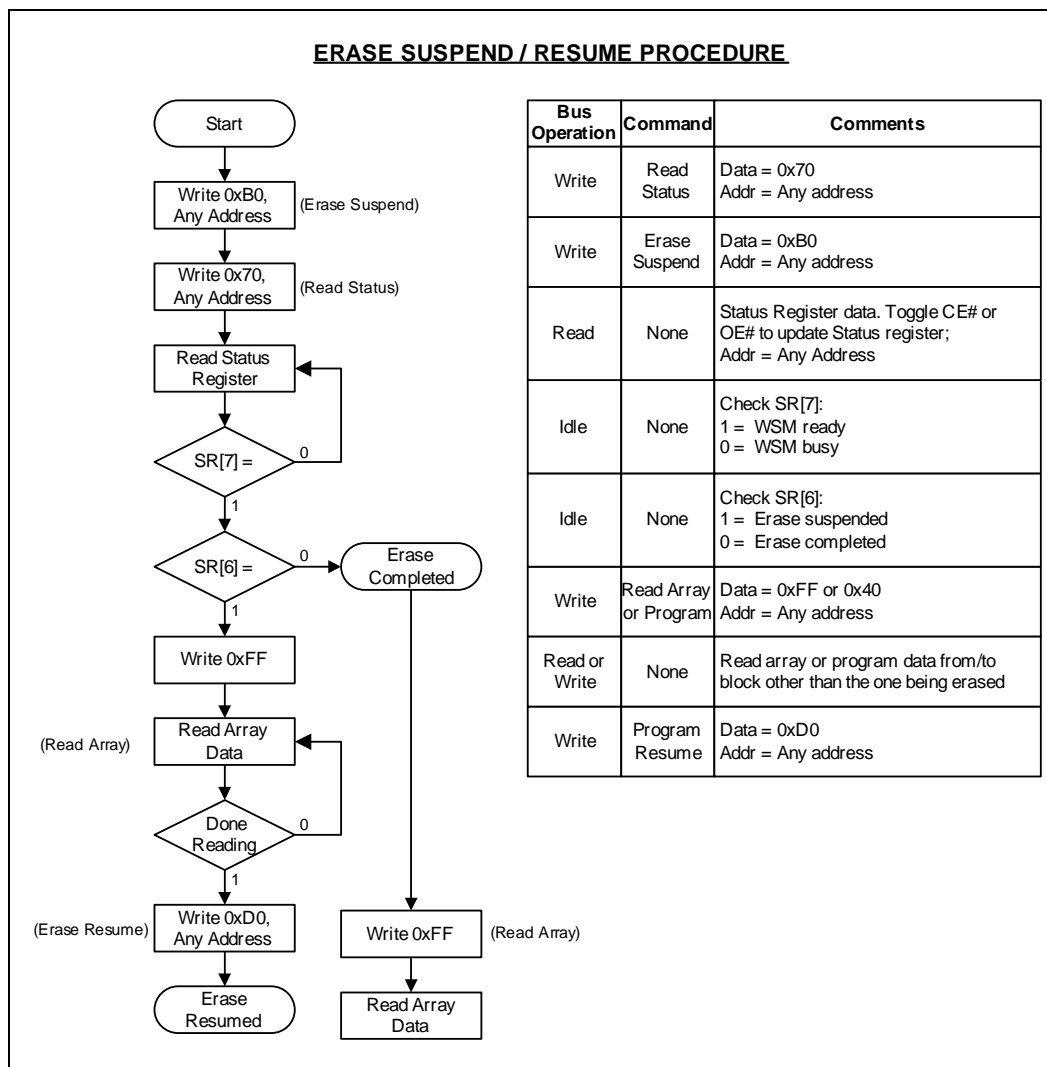 ERASE SUSPEND / RESUME PROCEDURE
Start
Write 0xB0,
Any Address
(Erase Suspend)
Write 0x70,
Any Address
(Read Status)
Read Status
Register
SR[7] =
0
1
SR[6] =
0
Erase
Completed
1
Write 0xFF
(Read Array)
Read Array
Data
Done
Reading
0
1
(Erase Resume)
Write 0xD0,
Any Address
Erase
Resumed
Write 0xFF
(Read Array)
Read Array
Data
Bus
Operation
Command
Comments
Write
Read
Status
Data = 0x70
Addr = Any address
Write
Erase
Suspend
Data = 0xB0
Addr = Any address
Read
None
Status Register data. Toggle CE# or
OE# to update Status register;
Addr = Any Address
Idle
None
Check SR[7]:
1 = WSM ready
0 = WSM busy
Idle
None
Check SR[6]:
1 = Erase suspended
0 = Erase completed
Write
Read Array
or Program
Data = 0xFF or 0x40
Addr = Any address
Read or
Write
None
Read array or program data from/to
block other than the one being erased
Write
Program
Resume
Data = 0xD0
Addr = Any address